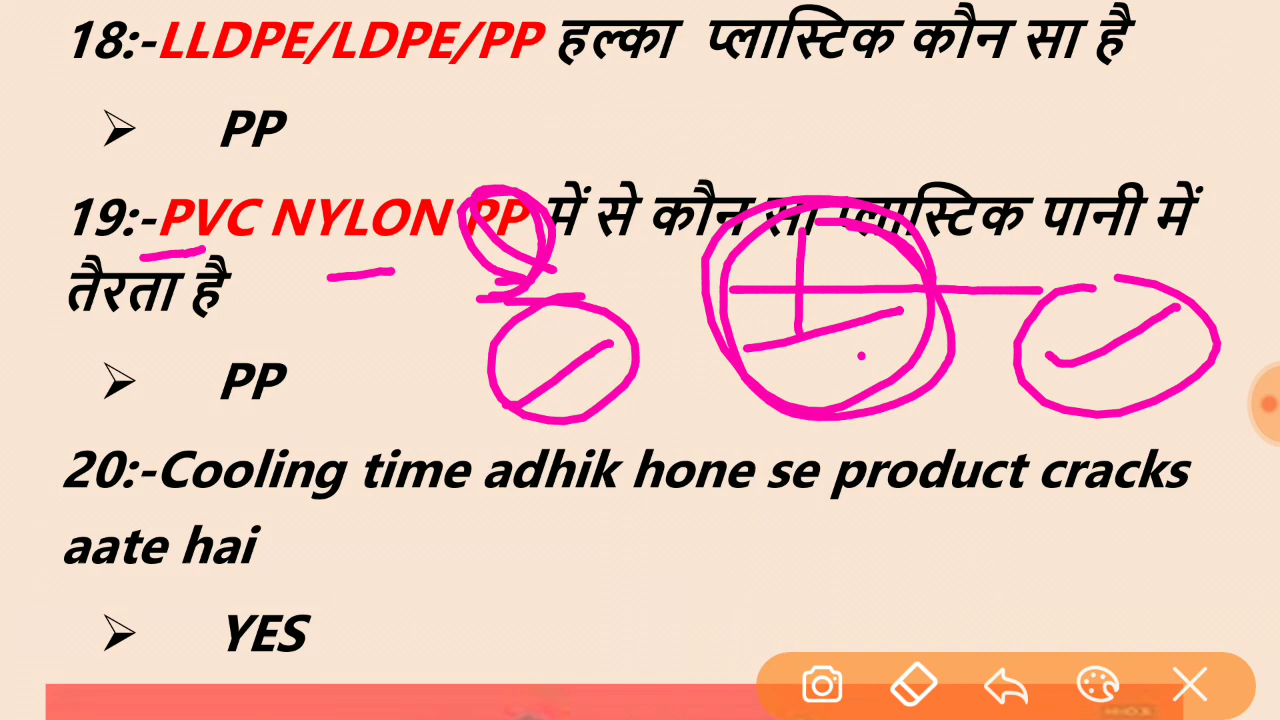 18:-LLDPE/LDPE/PP हल्का प्लास्टिक कौन सा है
➢ PP
19:-PVC NYLON PP में से कौन सा प्लास्टिक पानी में
तैरता है
➢ PP
20:-Cooling time adhik hone se product cracks
aate hai
➢ YES